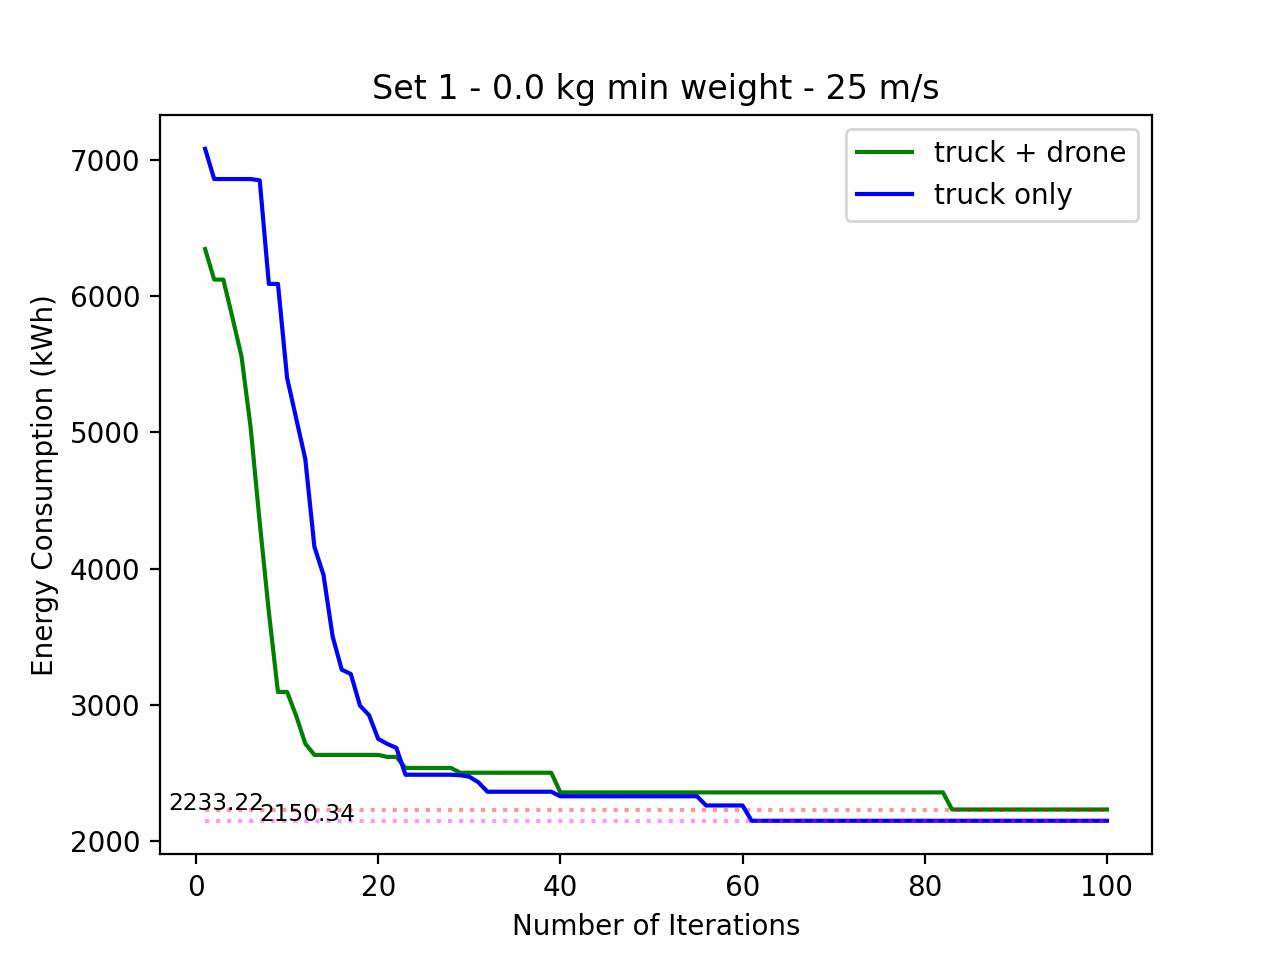 Set 1 - 0.0 kg min weight - 25 m/s
truck + drone
truck only
Energy Consumption (kWh)
7000
6000
5000
4000
3000
2000
2233.22
2150.34
0 20 40 60 80 100
Number of Iterations